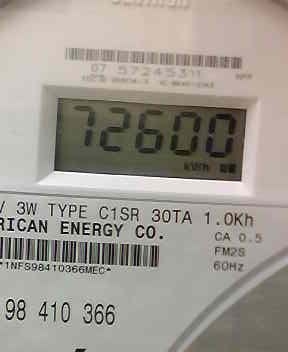 07 57245311
72600
kWh
V 3W TYPE C1SR 30TA 1.0Kh
RICAN ENERGY CO.
CA 0.5
FM2S
60Hz
*1NFS98410366MEC*
98 410 366